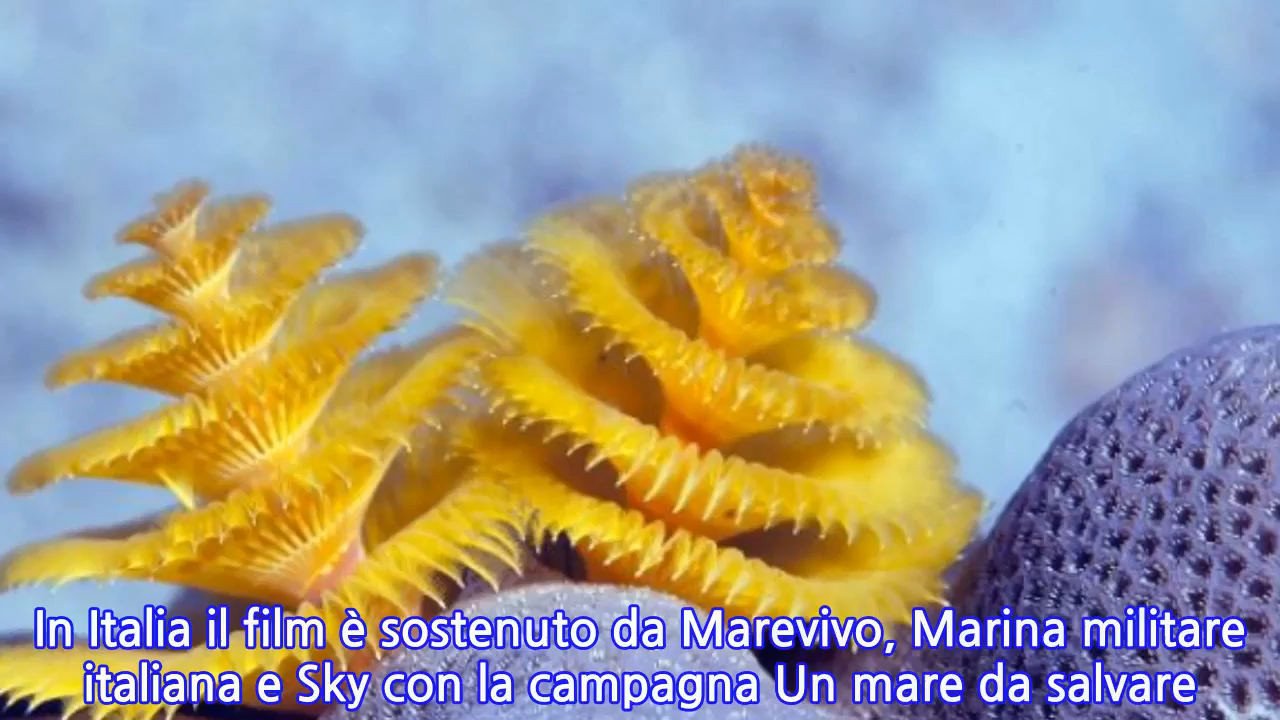 In Italia il film è sostenuto da Marevivo, Marina militare
italiana e Sky con la campagna Un mare da salvare